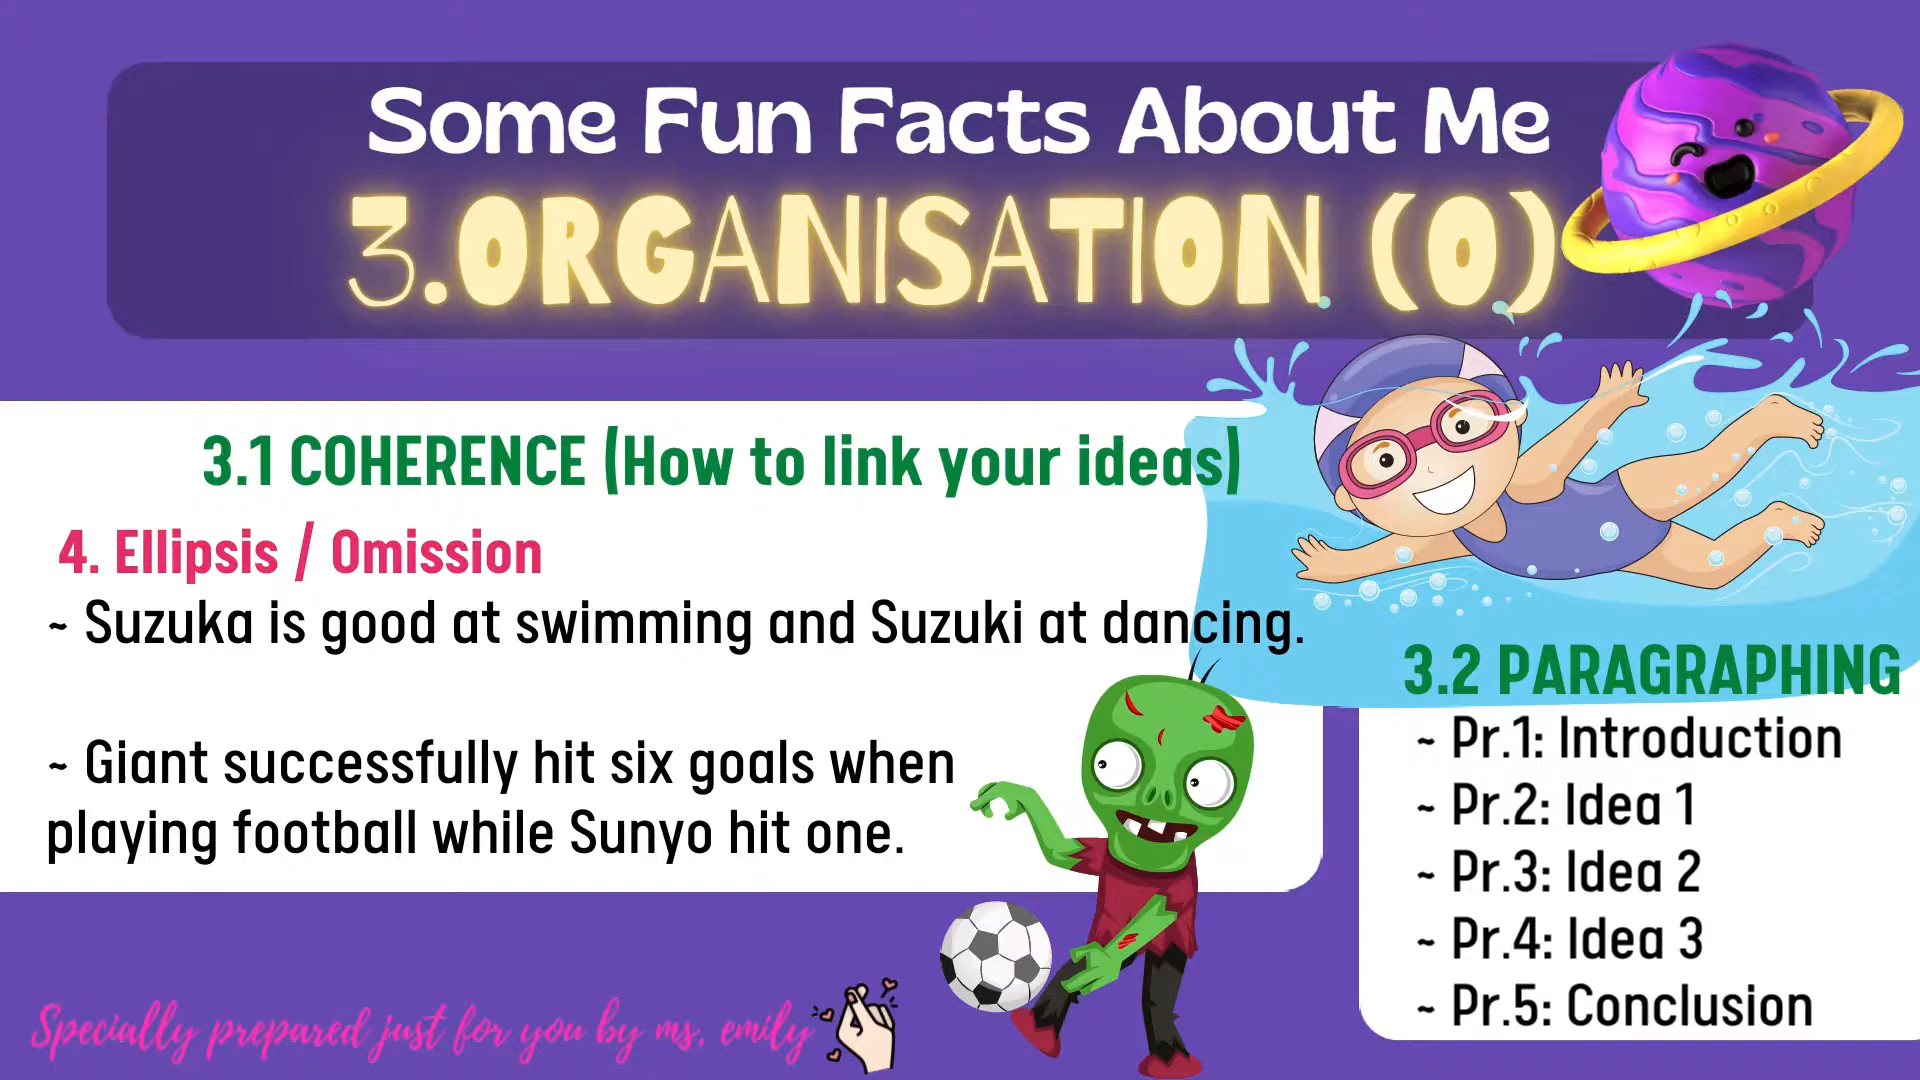 Some Fun Facts About Me
3.ORGANISATION (O)
3.1 COHERENCE (How to link your ideas)
4. Ellipsis / Omission
~ Suzuka is good at swimming and Suzuki at dancing.
~ Giant successfully hit six goals when
playing football while Sunyo hit one.
3.2 PARAGRAPHING
~ Pr.1: Introduction
~ Pr.2: Idea 1
~ Pr.3: Idea 2
~ Pr.4: Idea 3
~ Pr.5: Conclusion
Specially prepared just for you by ms. emily